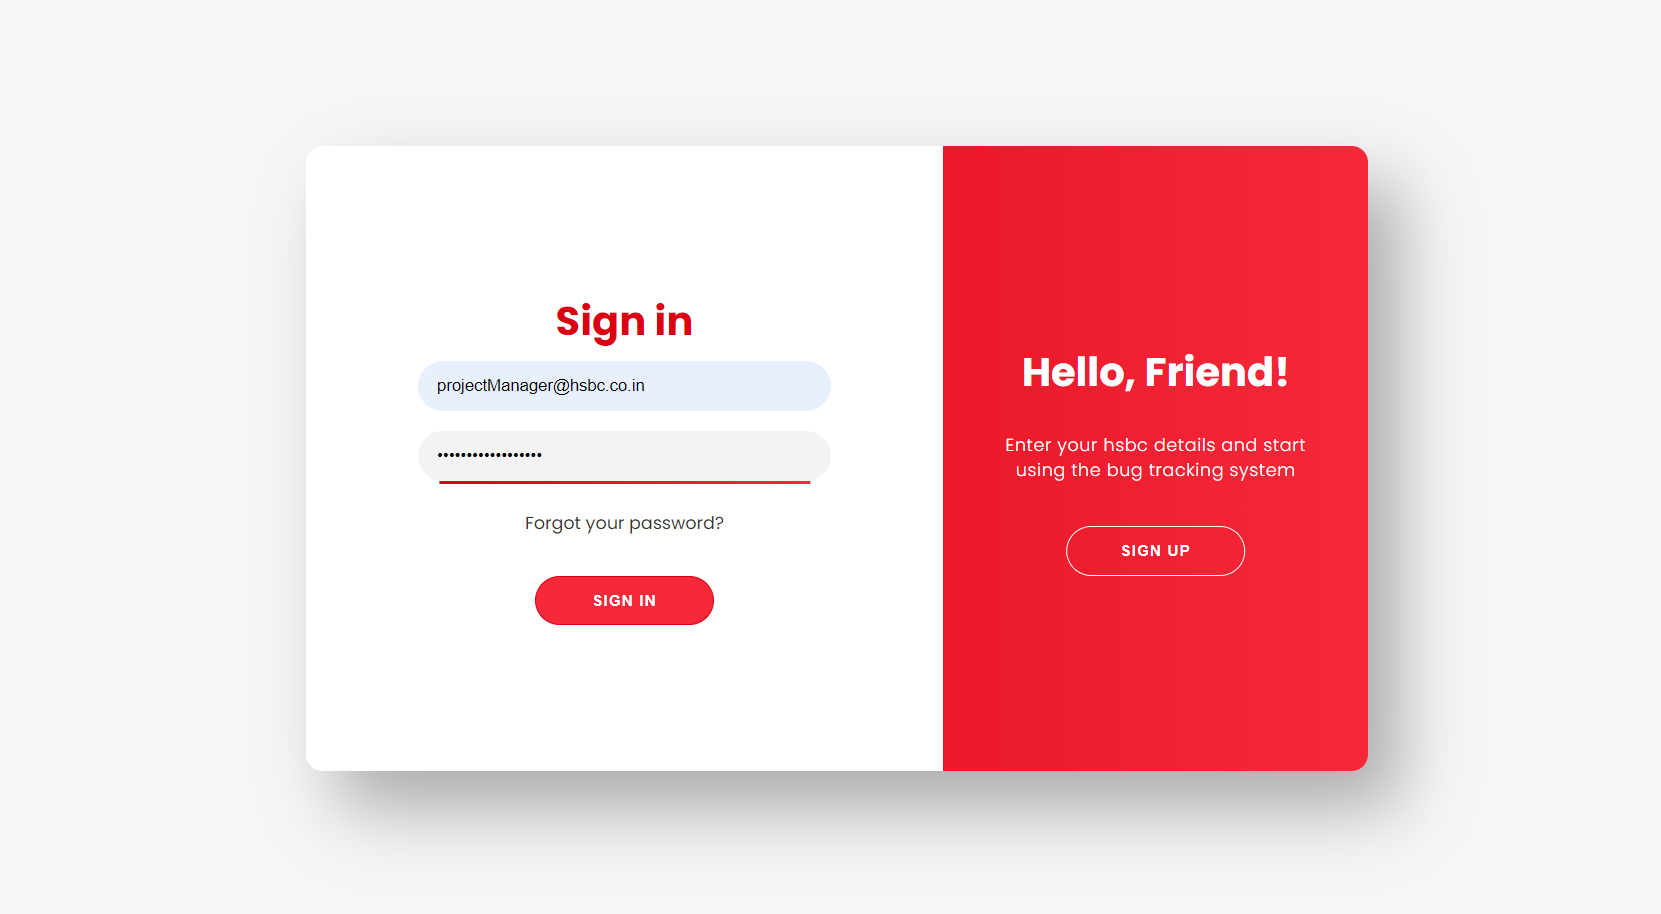 Sign in
projectManager@hsbc.co.in
••••••••••••••••••
Forgot your password?
SIGN IN
Hello, Friend!
Enter your hsbc details and start
using the bug tracking system
SIGN UP